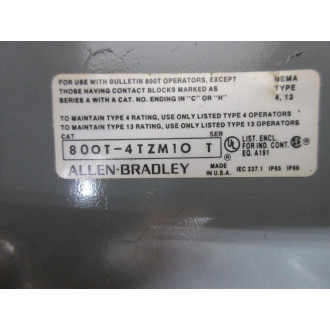 FOR USE WITH BULLETIN 800T OPERATORS, EXCEPT
THOSE HAVING CONTACT BLOCKS MARKED AS
SERIES A WITH A CAT. NO. ENDING IN "C" OR "H"
NEMA
TYPE
4, 13
TO MAINTAIN TYPE 4 RATING, USE ONLY LISTED TYPE 4 OPERATORS
TO MAINTAIN TYPE 13 RATING, USE ONLY LISTED TYPE 13 OPERATORS
CAT SER
800T-4TZM10 T
UL LIST. ENCL.
FOR IND. CONT.
EQ. A191
ALLEN-BRADLEY
MADE IN U.S.A.
IEC 337.1 IP65 IP66